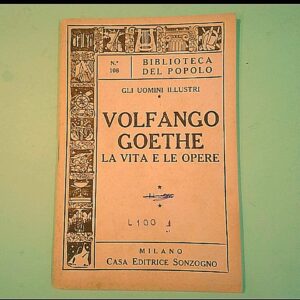 N.° 106
BIBLIOTECA
DEL POPOLO
GLI UOMINI ILLUSTRI
VOLFANGO
GOETHE
LA VITA E LE OPERE
L 100
MILANO
CASA EDITRICE SONZOGNO